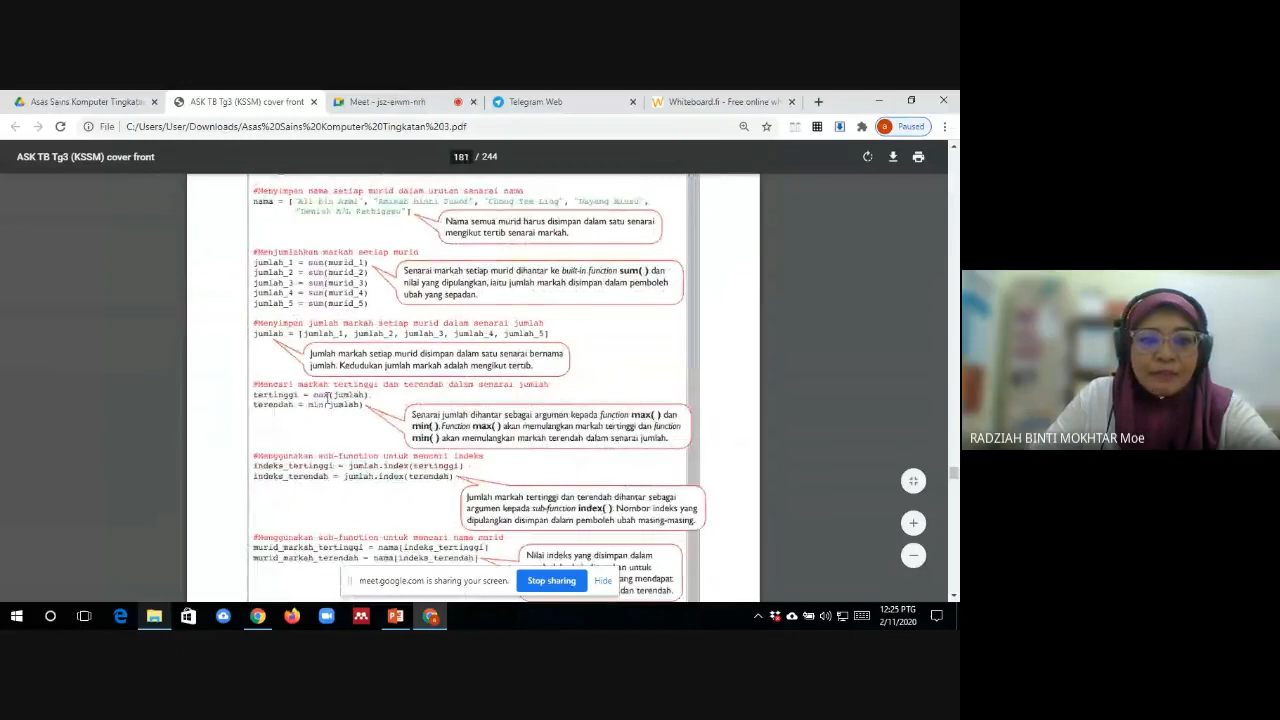 Asas Sains Komputer Tingkata
ASK TB Tg3 (KSSM) cover front
Meet - jsz-eiwm-nrh
Telegram Web
Whiteboard.fi - Free online wh
File
C:/Users/User/Downloads/Asas%20Sains%20Komputer%20Tingkatan%203.pdf
a Paused
ASK TB Tg3 (KSSM) cover front
181 / 244
#Menyimpan nama setiap murid dalam urutan senarai nama
nama = ["Ali bin Azmi",
Nama semua murid harus disimpan dalam satu senarai
mengikut tertib senarai markah.
#Menjumlahkan markah setiap murid
jumlah_1 = sum(murid_1)
jumlah_2 = sum(murid_2)
jumlah_3 = sum(murid_3)
jumlah_4 = sum(murid_4)
jumlah_5 = sum(murid_5)
Senarai markah setiap murid dihantar ke built-in function sum( ) dan
nilai yang dipulangkan, iaitu jumlah markah disimpan dalam pemboleh
ubah yang sepadan.
#Menyimpan jumlah markah setiap murid dalam senarai jumlah
jumlah = [jumlah_1, jumlah_2, jumlah_3, jumlah_4, jumlah_5]
Jumlah markah setiap murid disimpan dalam satu senarai bernama
jumlah. Kedudukan jumlah markah adalah mengikut tertib.
#Mencari markah tertinggi dan terendah dalam senarai jumlah
tertinggi = max(jumlah)
terendah = min(jumlah)
Senarai jumlah dihantar sebagai argumen kepada function max( ) dan
min( ). Function max( ) akan memulangkan markah tertinggi dan function
min( ) akan memulangkan markah terendah dalam senarai jumlah.
#Menggunakan sub-function untuk mencari indeks
indeks_tertinggi = jumlah.index(tertinggi)
indeks_terendah = jumlah.index(terendah)
Jumlah markah tertinggi dan terendah dihantar sebagai
argumen kepada sub-function index( ). Nombor indeks yang
dipulangkan disimpan dalam pemboleh ubah masing-masing.
#Menggunakan sub-function untuk mencari nama murid
murid_markah_tertinggi = nama[indeks_tertinggi]
murid_markah_terendah = nama[indeks_terendah]
Nilai indeks yang disimpan dalam
untuk
ang mendapat
dan terendah.
meet.google.com is sharing your screen.
Stop sharing
Hide
12:25 PTG
2/11/2020
RADZIAH BINTI MOKHTAR Moe